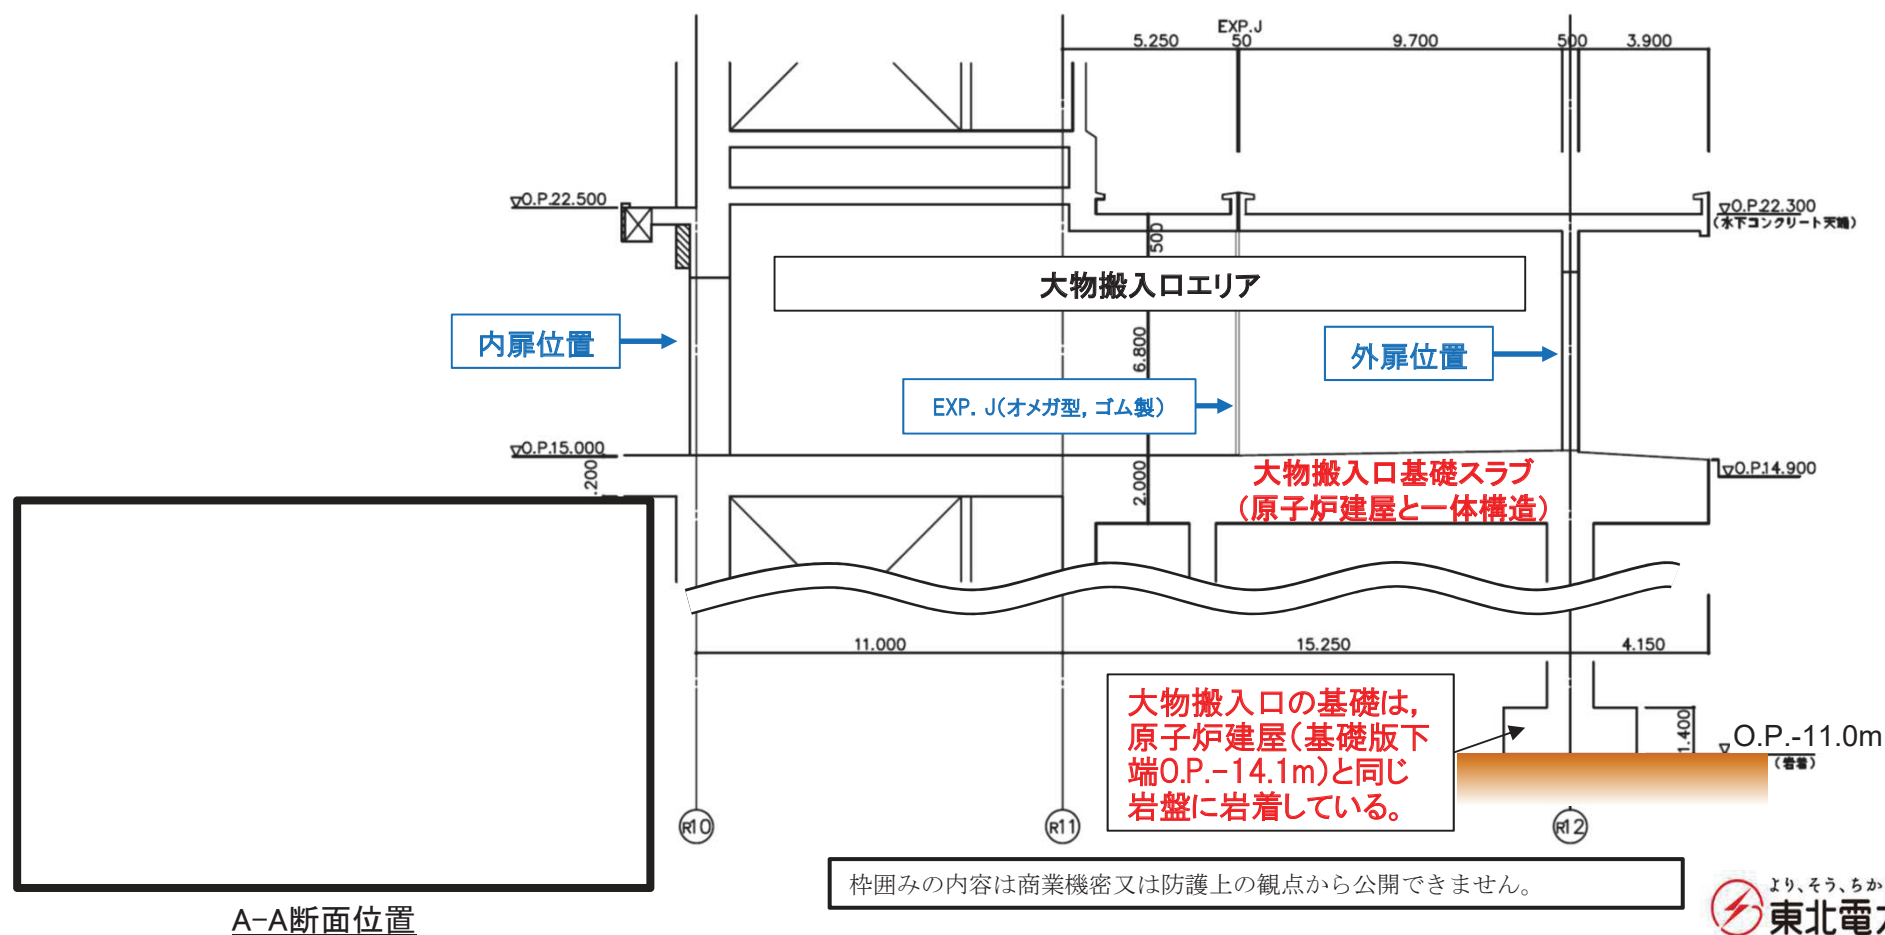 EXP.J
5.250 50 9.700 500 3.900
▽O.P.22.500
▽O.P.22.300
(水下コンクリート天端)
500
大物搬入口エリア
内扉位置
外扉位置
6.800
EXP. J(オメガ型, ゴム製)
▽O.P.15.000
大物搬入口基礎スラブ
(原子炉建屋と一体構造)
▽O.P.14.900
.200
2.000
11.000 15.250 4.150
大物搬入口の基礎は,
原子炉建屋(基礎版下
端O.P.-14.1m)と同じ
岩盤に岩着している。
1.400
▽O.P.-11.0m
(岩着)
R10 R11 R12
枠囲みの内容は商業機密又は防護上の観点から公開できません。
A-A断面位置
より、そう、ちか
東北電